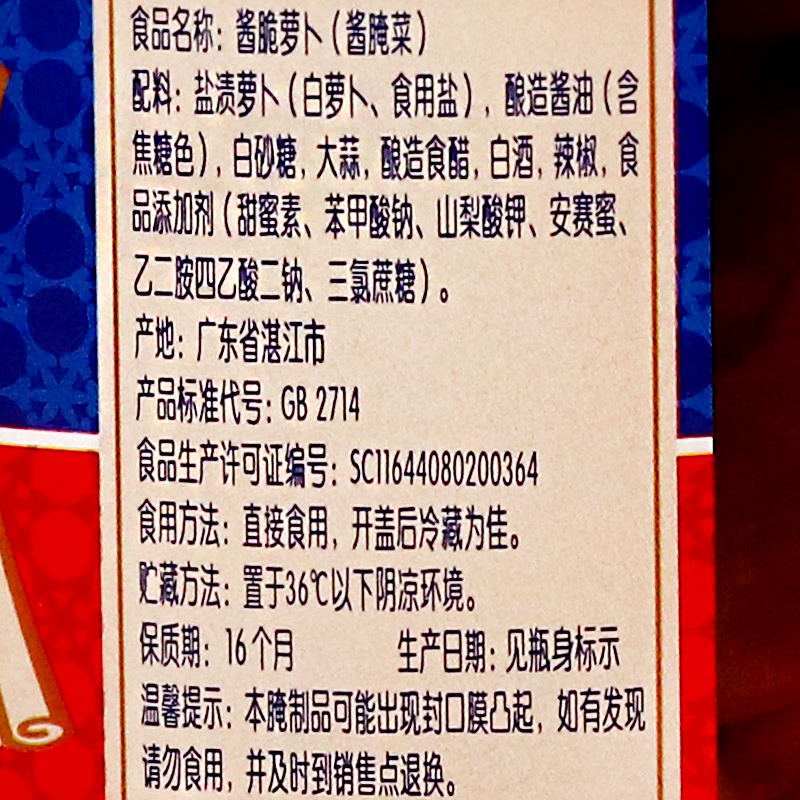 食品名称：酱脆萝卜（酱腌菜）
配料：盐渍萝卜（白萝卜、食用盐），酿造酱油（含
焦糖色），白砂糖，大蒜，酿造食醋，白酒，辣椒，食
品添加剂（甜蜜素、苯甲酸钠、山梨酸钾、安赛蜜、
乙二胺四乙酸二钠、三氯蔗糖）。
产地：广东省湛江市
产品标准代号：GB 2714
食品生产许可证编号：SC11644080200364
食用方法：直接食用，开盖后冷藏为佳。
贮藏方法：置于36℃以下阴凉环境。
保质期：16个月 生产日期：见瓶身标示
温馨提示：本腌制品可能出现封口膜凸起，如有发现
请勿食用，并及时到销售点退换。